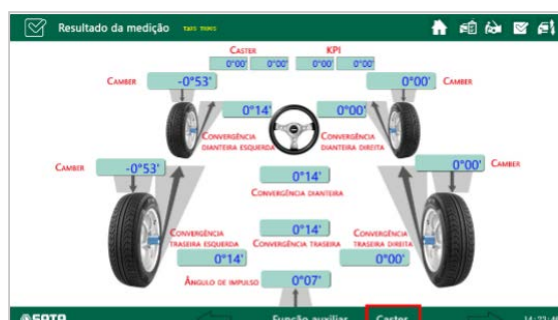 Resultado da medição
CASTER KPI
0°00' 0°00' 0°00' 0°00'
CAMBER -0°53' 0°00' CAMBER
0°14' 0°00'
CONVERGÊNCIA DIANTEIRA ESQUERDA
CONVERGÊNCIA DIANTEIRA DIREITA
CAMBER -0°53' 0°00' CAMBER
0°14'
CONVERGÊNCIA DIANTEIRA
0°14'
CONVERGÊNCIA TRASEIRA ESQUERDA
CONVERGÊNCIA TRASEIRA
CONVERGÊNCIA TRASEIRA DIREITA
0°14' 0°00'
ÂNGULO DE IMPULSO 0°07'
SATA Função auxiliar Caster